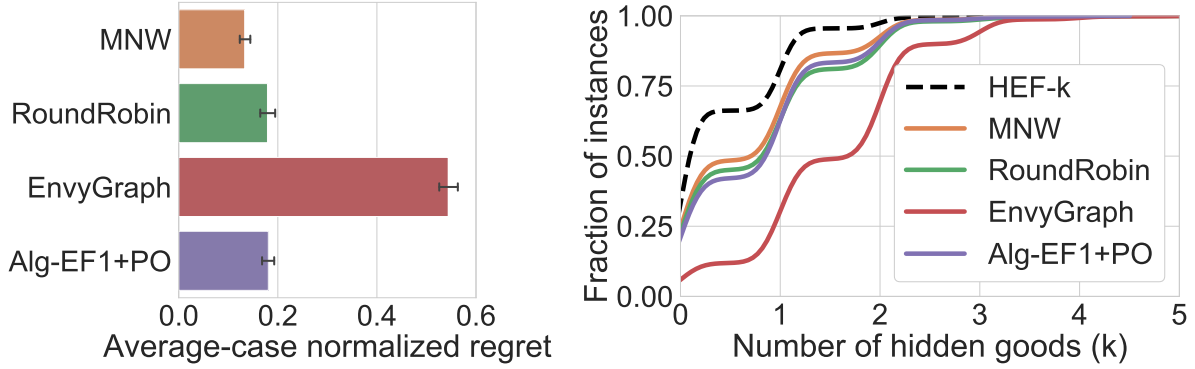 MNW
RoundRobin
EnvyGraph
Alg-EF1+PO
0.0 0.2 0.4 0.6
Average-case normalized regret
Fraction of instances
1.00
0.75
0.50
0.25
0.00
0 1 2 3 4 5
Number of hidden goods (k)
HEF-k
MNW
RoundRobin
EnvyGraph
Alg-EF1+PO